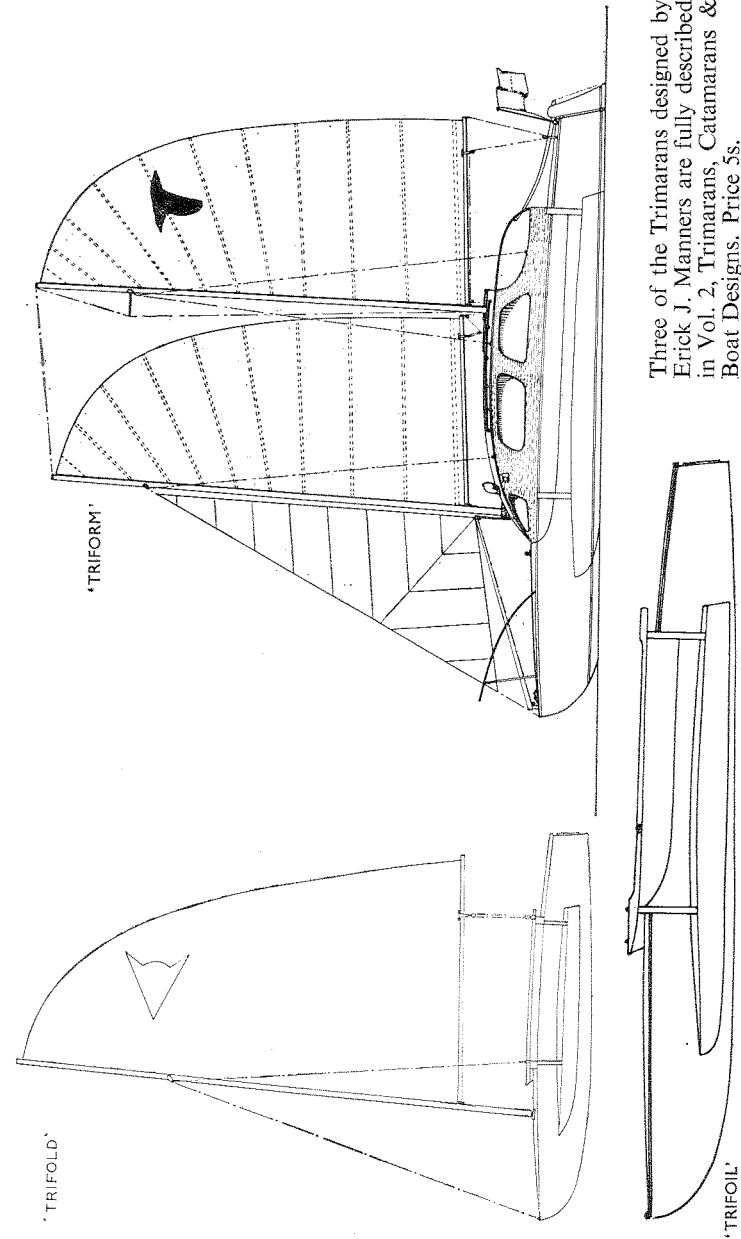 'TRIFORM'
'TRIFOLD'
'TRIFOIL'
Three of the Trimarans designed by
Erick J. Manners are fully described
in Vol. 2, Trimarans, Catamarans &
Boat Designs. Price 5s.